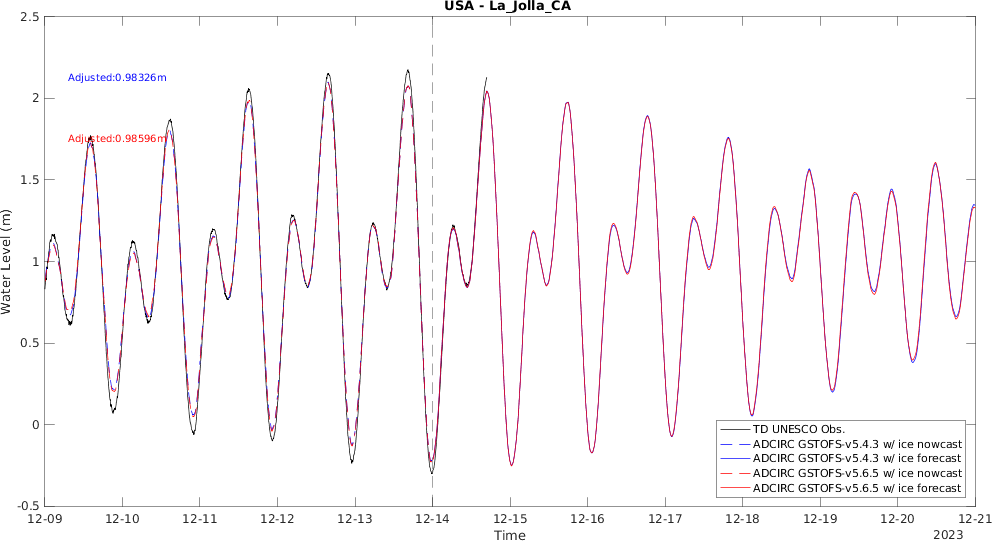 USA - La_Jolla_CA
2.5
2
1.5
1
0.5
0
-0.5
Water Level (m)
Adjusted:0.98326m
Adjusted:0.98596m
TD UNESCO Obs.
ADCIRC GSTOFS-v5.4.3 w/ ice nowcast
ADCIRC GSTOFS-v5.4.3 w/ ice forecast
ADCIRC GSTOFS-v5.6.5 w/ ice nowcast
ADCIRC GSTOFS-v5.6.5 w/ ice forecast
12-09 12-10 12-11 12-12 12-13 12-14 12-15 12-16 12-17 12-18 12-19 12-20 12-21
Time
2023